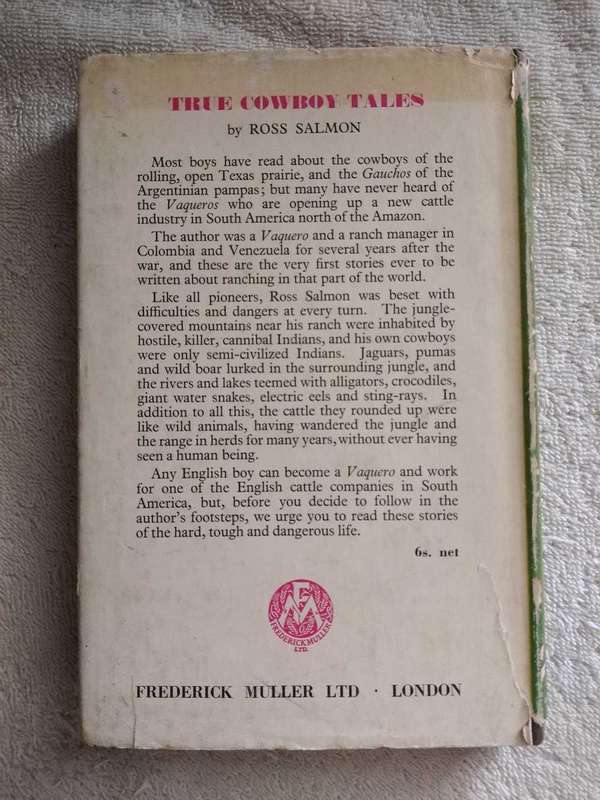 TRUE COWBOY TALES
by ROSS SALMON
Most boys have read about the cowboys of the
rolling, open Texas prairie, and the Gauchos of the
Argentinian pampas; but many have never heard of
the Vaqueros who are opening up a new cattle
industry in South America north of the Amazon.
The author was a Vaquero and a ranch manager in
Colombia and Venezuela for several years after the
war, and these are the very first stories ever to be
written about ranching in that part of the world.
Like all pioneers, Ross Salmon was beset with
difficulties and dangers at every turn. The jungle-
covered mountains near his ranch were inhabited by
hostile, killer, cannibal Indians, and his own cowboys
were only semi-civilized Indians. Jaguars, pumas
and wild boar lurked in the surrounding jungle, and
the rivers and lakes teemed with alligators, crocodiles,
giant water snakes, electric eels and sting-rays. In
addition to all this, the cattle they rounded up were
like wild animals, having wandered the jungle and
the range in herds for many years, without ever having
seen a human being.
Any English boy can become a Vaquero and work
for one of the English cattle companies in South
America, but, before you decide to follow in the
author's footsteps, we urge you to read these stories
of the hard, tough and dangerous life.
6s. net
FM
FREDERICK MULLER
LTD.
FREDERICK MULLER LTD · LONDON